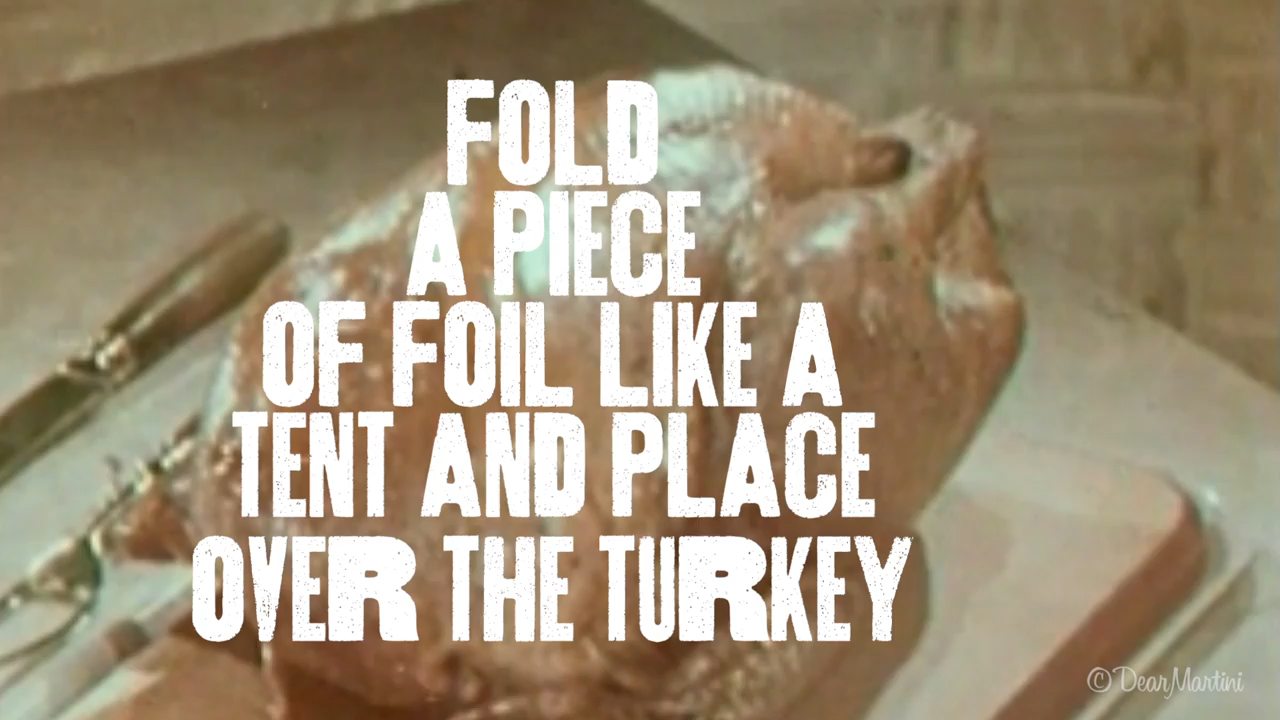 FOLD
A PIECE
OF FOIL LIKE A
TENT AND PLACE
OVER THE TURKEY
© DearMartini